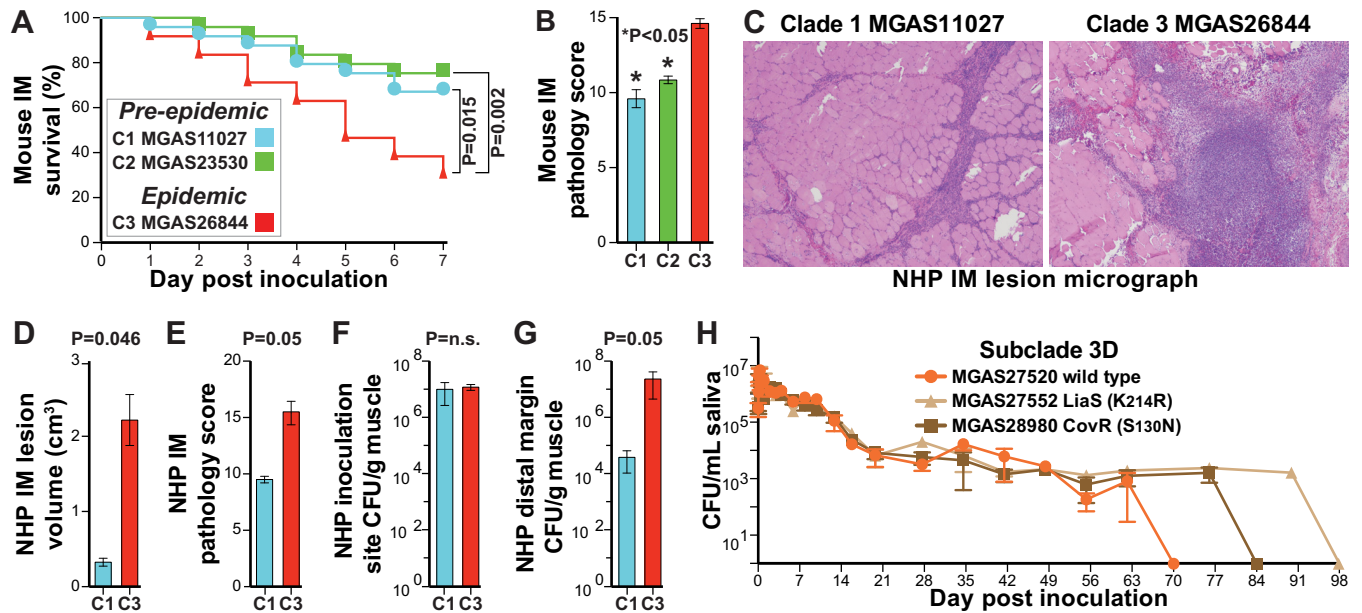 A
Mouse IM
survival (%)
100
80
60
40
20
0
Pre-epidemic
C1 MGAS11027
C2 MGAS23530
Epidemic
C3 MGAS26844
P=0.015
P=0.002
0 1 2 3 4 5 6 7
Day post inoculation
B
Mouse IM
pathology score
15
10
5
0
*P<0.05
*
*
C1 C2 C3
C
Clade 1 MGAS11027
Clade 3 MGAS26844
NHP IM lesion micrograph
D
P=0.046
NHP IM lesion
volume (cm3)
3
2
1
0
C1 C3
E
P=0.05
NHP IM
pathology score
20
15
10
5
0
C1 C3
F
P=n.s.
NHP inoculation
site CFU/g muscle
10 8
10 6
10 4
10 2
10 0
C1 C3
G
P=0.05
NHP distal margin
CFU/g muscle
10 8
10 6
10 4
10 2
10 0
C1 C3
H
Subclade 3D
MGAS27520 wild type
MGAS27552 LiaS (K214R)
MGAS28980 CovR (S130N)
CFU/mL saliva
10 7
10 5
10 3
10 1
0 7 14 21 28 35 42 49 56 63 70 77 84 91 98
Day post inoculation